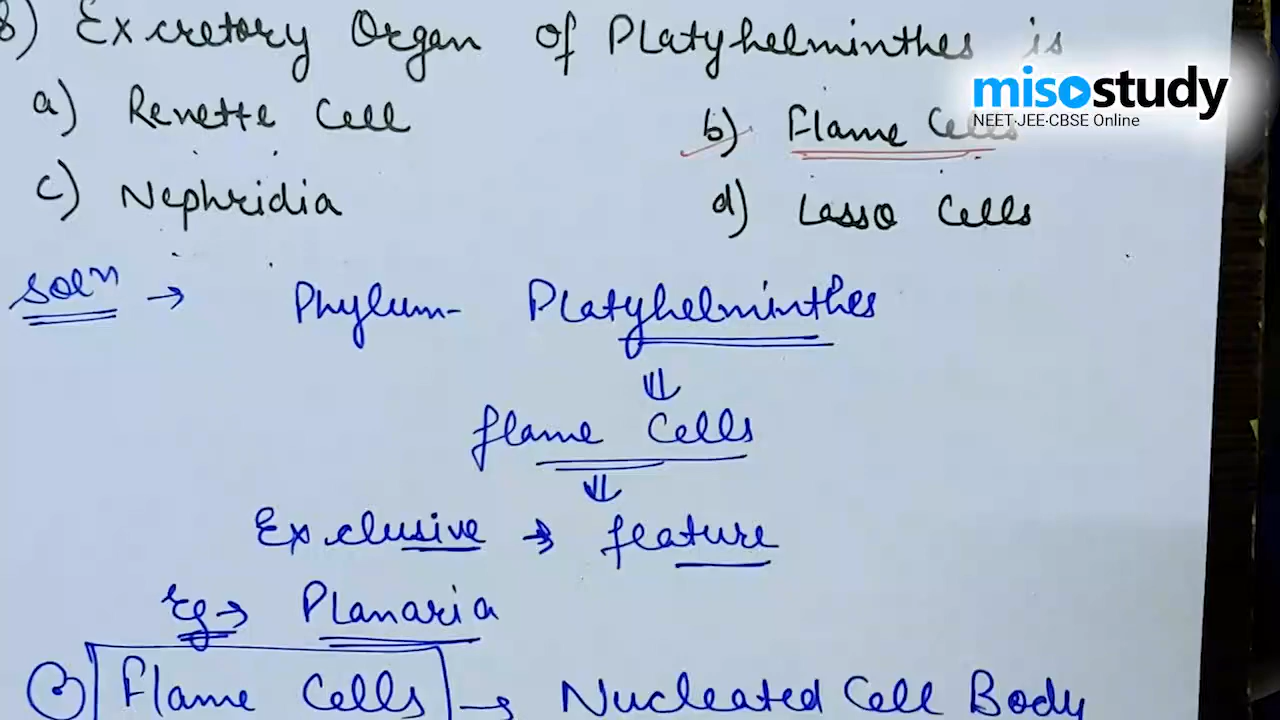 8) Excretory Organ of Platyhelminthes is
misostudy
NEET·JEE·CBSE Online
a) Renette Cell
b) Flame Cells
c) Nephridia
d) Lasso Cells
Solⁿ → Phylum- Platyhelminthes
⇓
flame Cells
⇓
Exclusive → feature
Eg → Planaria
Flame Cells → Nucleated Cell Body